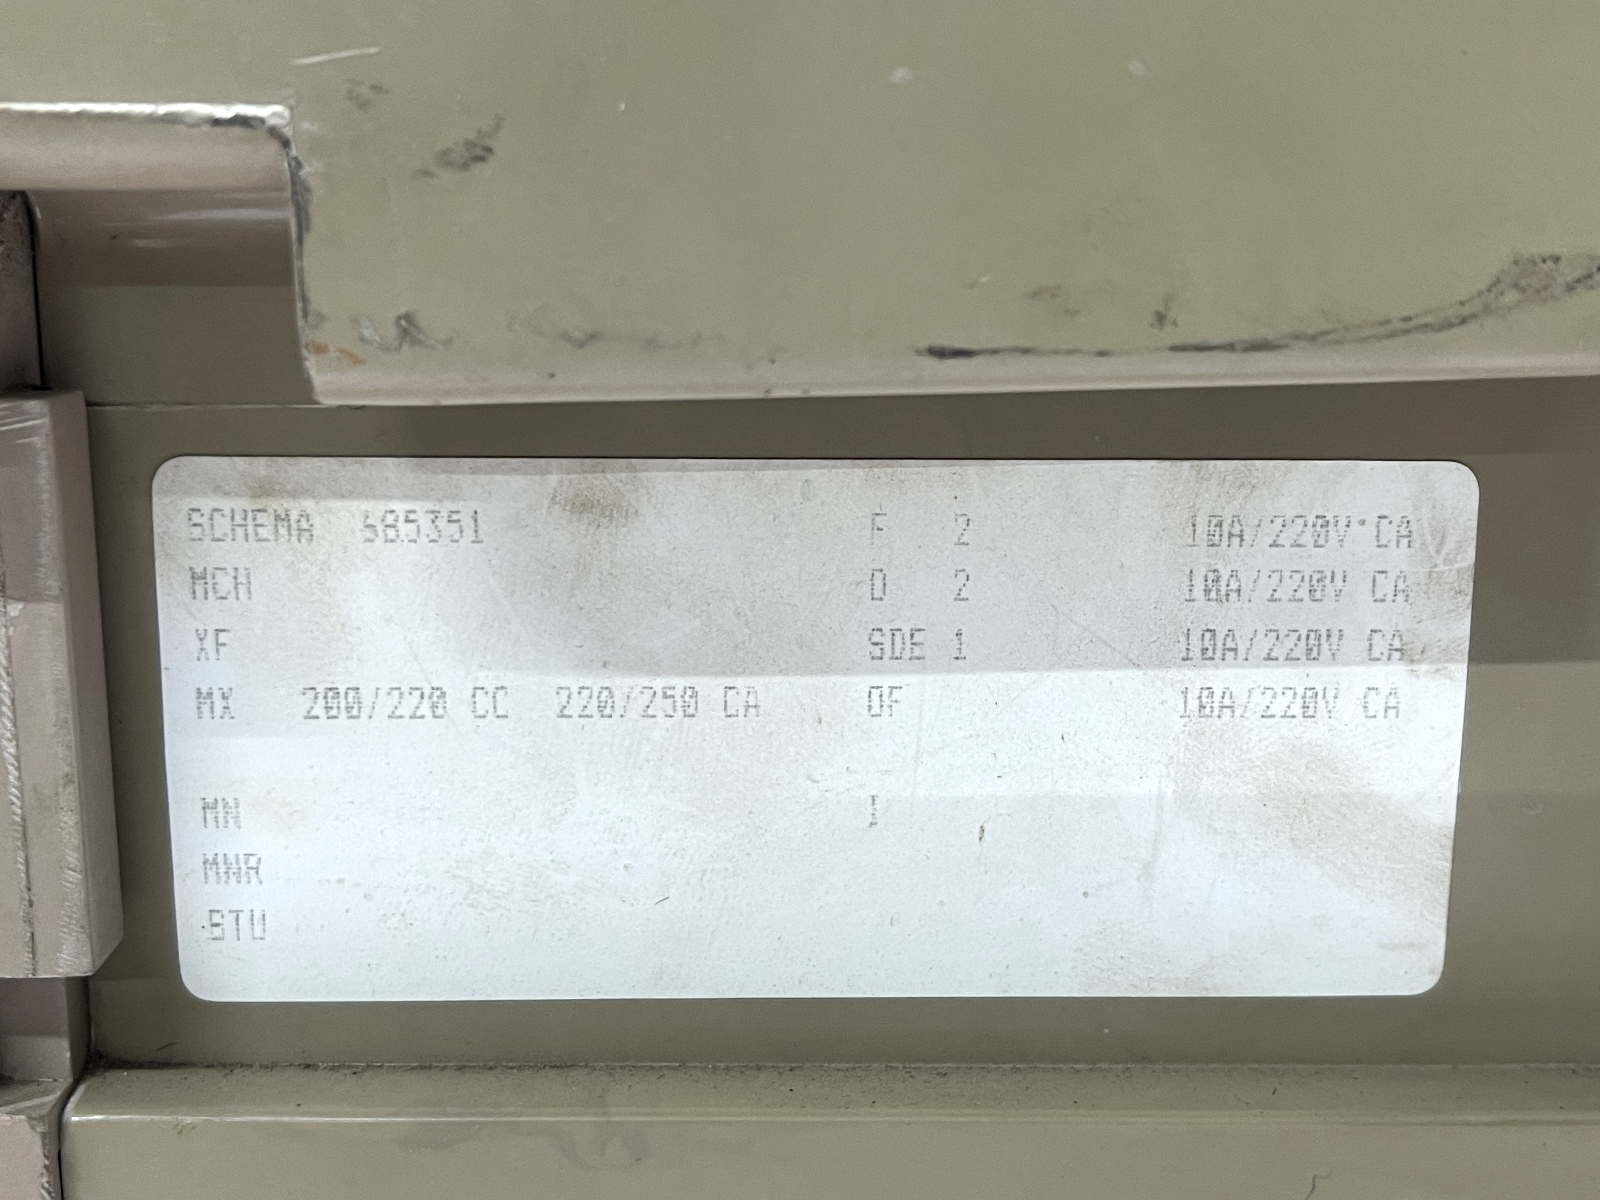 SCHEMA 685351 F 2 10A/220V CA
MCH O 2 10A/220V CA
XF SDE 1 10A/220V CA
MX 200/220 CC 220/250 CA OF 10A/220V CA
MN I
MNR
STU